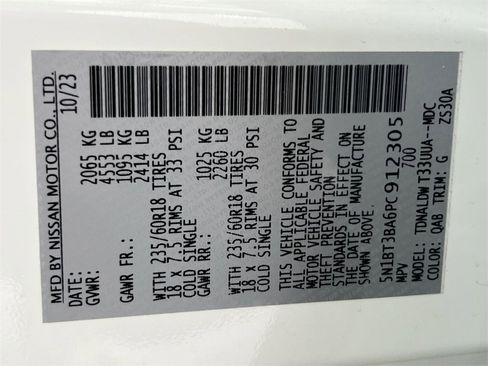 MFD BY NISSAN MOTOR CO., LTD.
DATE: 10/23
GVWR: 2065 KG
4553 LB
GAWR FR.: 1095 KG
2414 LB
WITH 235/60R18 TIRES
18 X 7.5 RIMS AT 33 PSI
COLD SINGLE
GAWR RR.: 1025 KG
2260 LB
WITH 235/60R18 TIRES
18 X 7.5 RIMS AT 30 PSI
COLD SINGLE
THIS VEHICLE CONFORMS TO
ALL APPLICABLE FEDERAL
MOTOR VEHICLE SAFETY AND
THEFT PREVENTION
STANDARDS IN EFFECT ON
THE DATE OF MANUFACTURE
SHOWN ABOVE.
5N1BT3BA6PC912305
MPV 700
MODEL: TDWALDW T33UUA--MDC
COLOR: QAB TRIM: G ZS30A